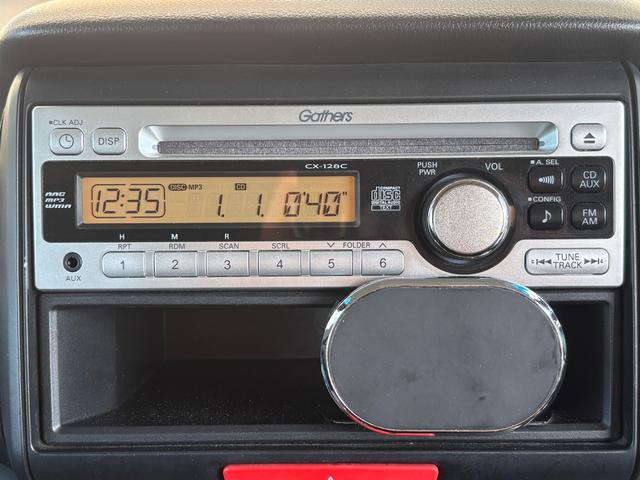 Gathers
CLK ADJ
DISP
CX-128C
AAC
MP3
WMA
12:35
DISC MP3
CD
1. 1. 0'40"
COMPACT
DISC
DIGITAL AUDIO
TEXT
PUSH
PWR
VOL
A. SEL
CD
AUX
CONFIG
FM
AM
H M R
RPT RDM SCAN SCRL FOLDER
1 2 3 4 5 6
AUX
TUNE
TRACK